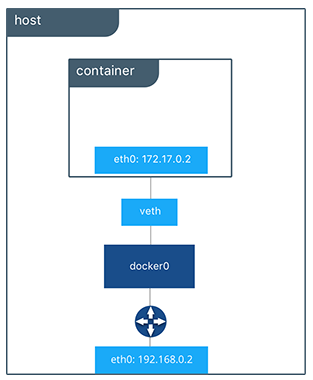 host
container
eth0: 172.17.0.2
veth
docker0
eth0: 192.168.0.2